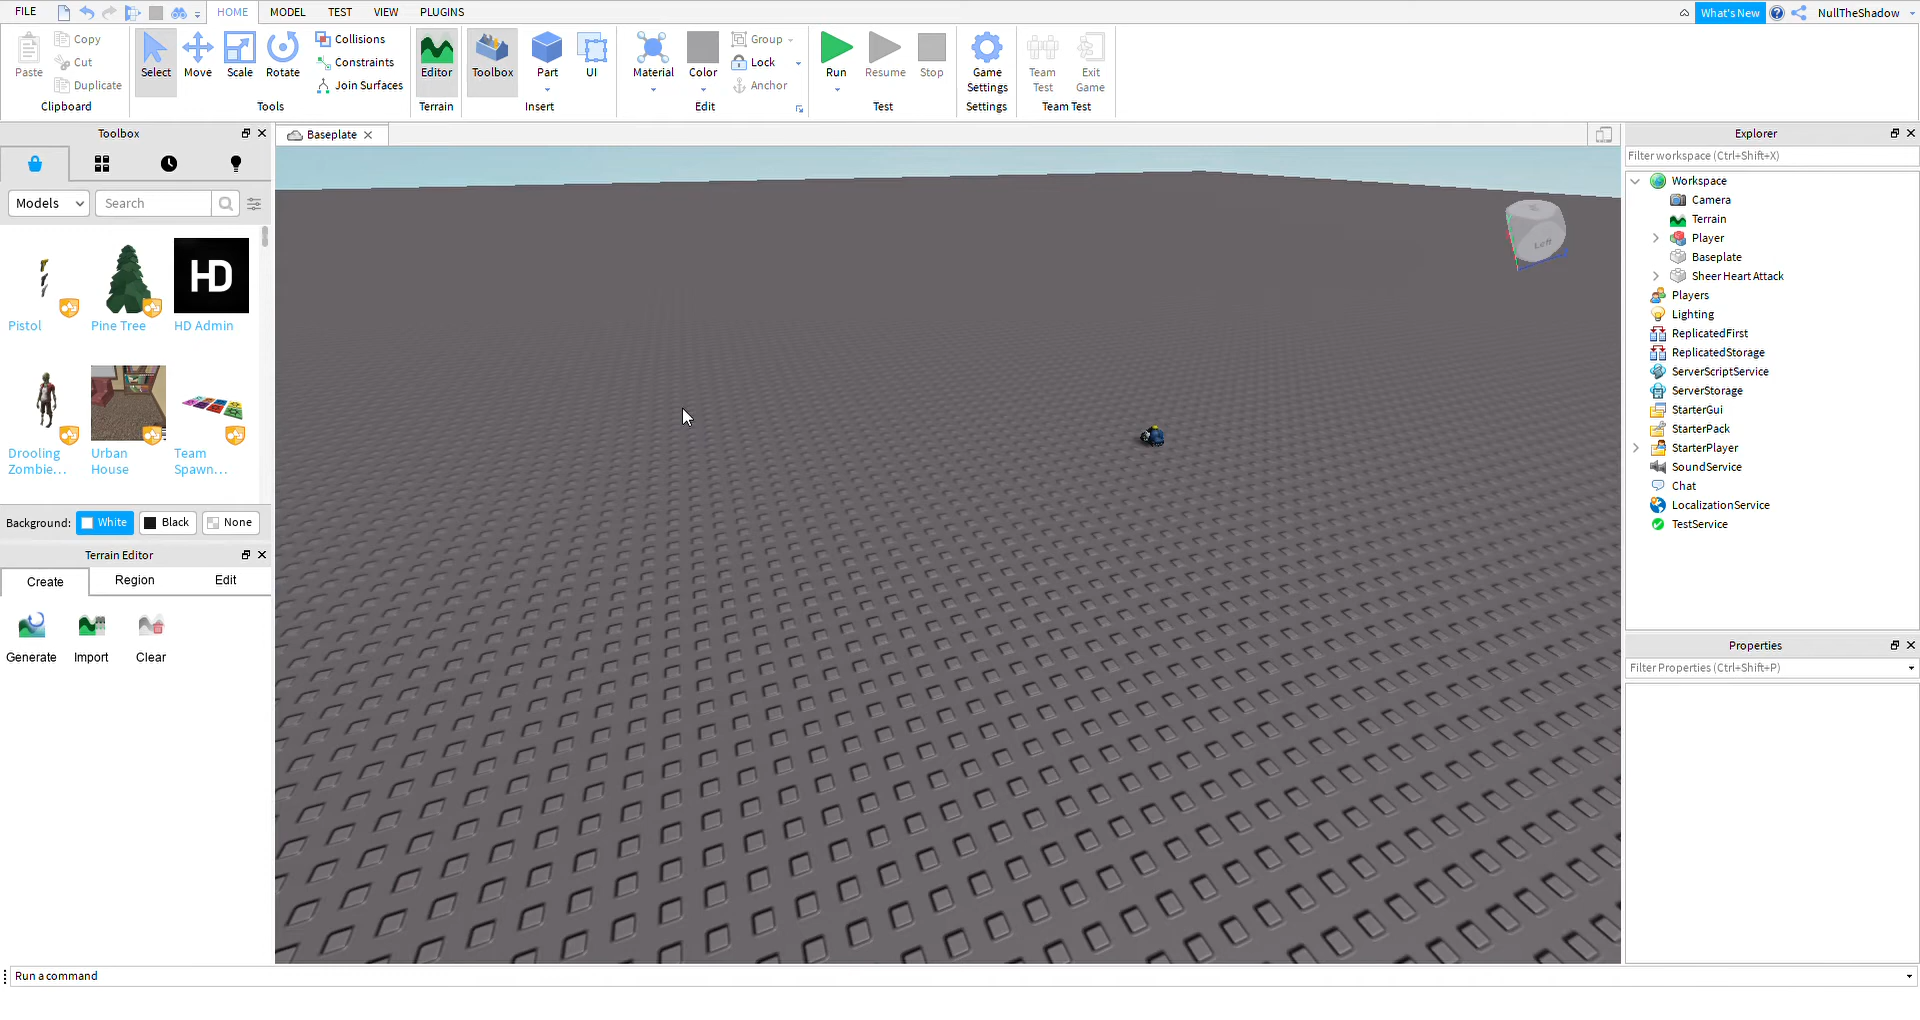 FILE
HOME
MODEL
TEST
VIEW
PLUGINS
What's New
NullTheShadow
Paste
Copy
Cut
Duplicate
Clipboard
Select
Move
Scale
Rotate
Collisions
Constraints
Join Surfaces
Tools
Editor
Terrain
Toolbox
Part
UI
Insert
Material
Color
Group
Lock
Anchor
Edit
Run
Resume
Stop
Test
Game
Settings
Settings
Team
Test
Exit
Game
Team Test
Toolbox
Models
Search
Pistol
Pine Tree
HD
HD Admin
Drooling
Zombie...
Urban
House
Team
Spawn...
Background:
White
Black
None
Terrain Editor
Create
Region
Edit
Generate
Import
Clear
Baseplate
Left
Explorer
Filter workspace (Ctrl+Shift+X)
Workspace
Camera
Terrain
Player
Baseplate
Sheer Heart Attack
Players
Lighting
ReplicatedFirst
ReplicatedStorage
ServerScriptService
ServerStorage
StarterGui
StarterPack
StarterPlayer
SoundService
Chat
LocalizationService
TestService
Properties
Filter Properties (Ctrl+Shift+P)
Run a command